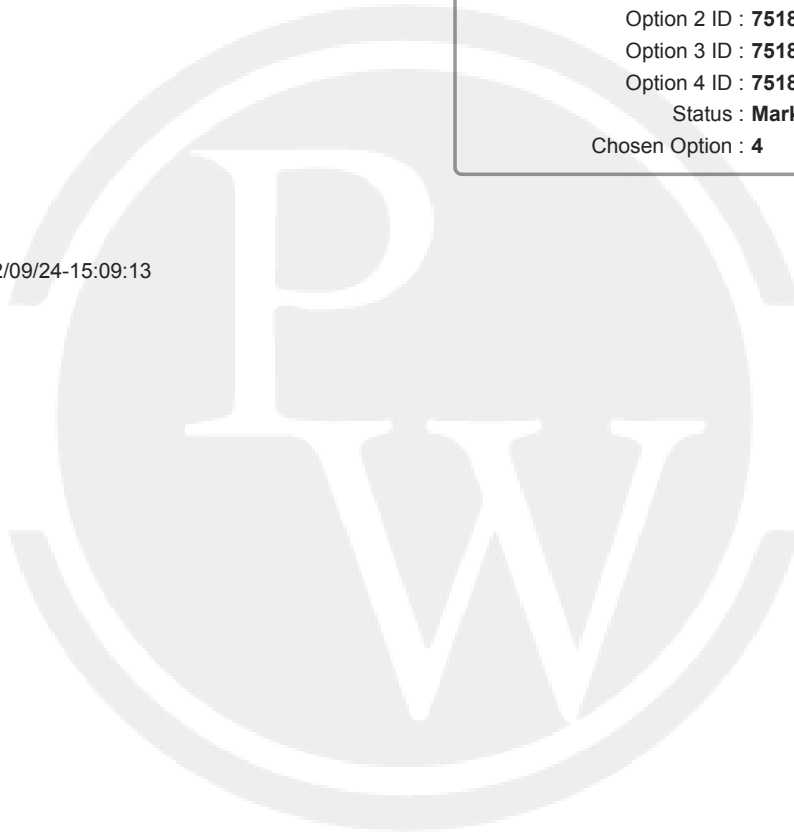 Option 2 ID : 7518
Option 3 ID : 7518
Option 4 ID : 7518
Status : Mark
Chosen Option : 4
2/09/24-15:09:13
P
W